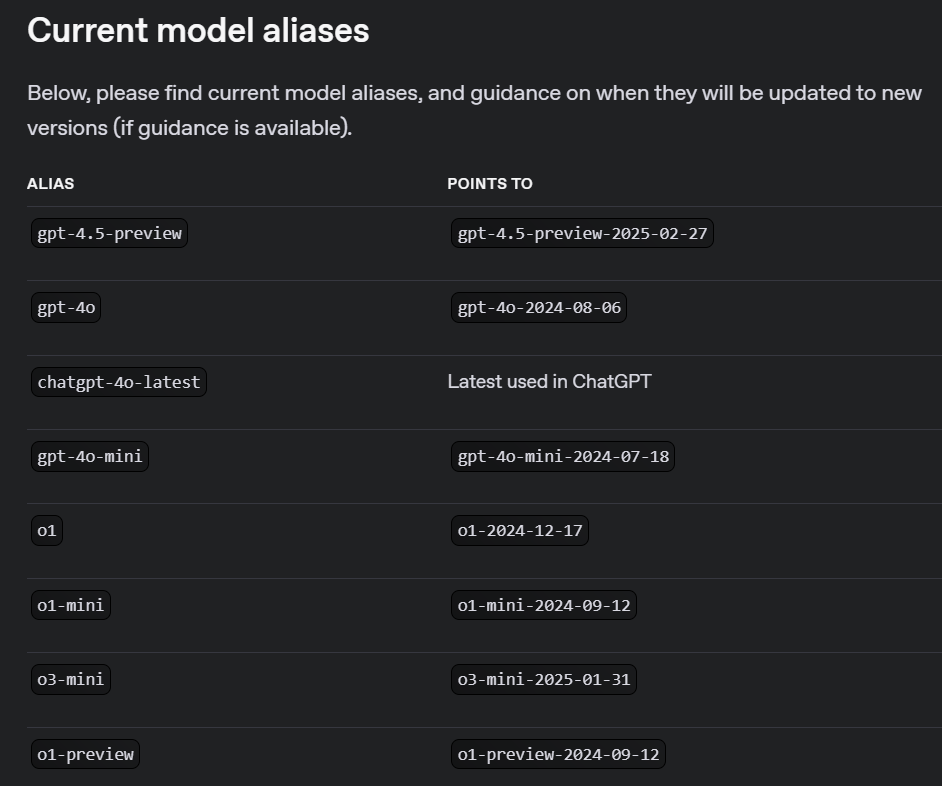 Current model aliases
Below, please find current model aliases, and guidance on when they will be updated to new
versions (if guidance is available).
ALIAS POINTS TO
gpt-4.5-preview gpt-4.5-preview-2025-02-27
gpt-4o gpt-4o-2024-08-06
chatgpt-4o-latest Latest used in ChatGPT
gpt-4o-mini gpt-4o-mini-2024-07-18
o1 o1-2024-12-17
o1-mini o1-mini-2024-09-12
o3-mini o3-mini-2025-01-31
o1-preview o1-preview-2024-09-12